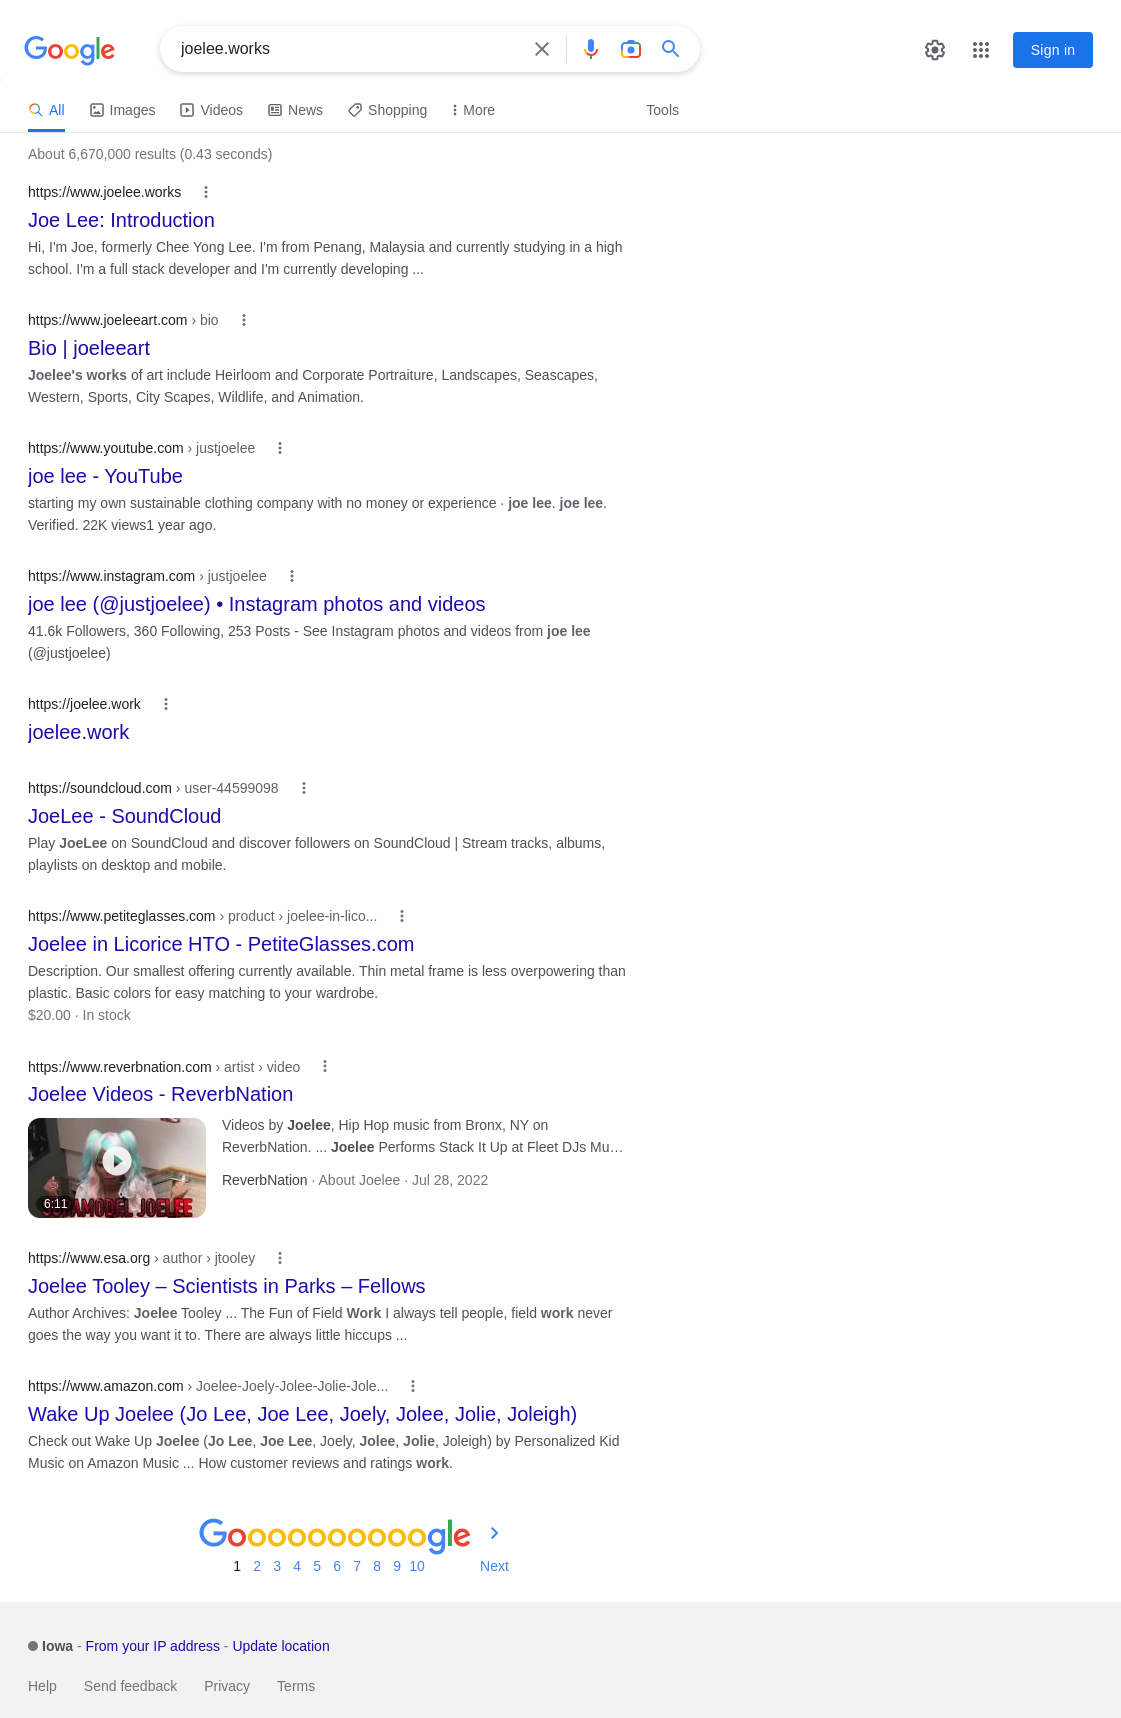 Google
joelee.works
Sign in
All
Images
Videos
News
Shopping
More
Tools
About 6,670,000 results (0.43 seconds)
https://www.joelee.works
Joe Lee: Introduction
Hi, I'm Joe, formerly Chee Yong Lee. I'm from Penang, Malaysia and currently studying in a high
school. I'm a full stack developer and I'm currently developing ...
https://www.joeleeart.com › bio
Bio | joeleeart
Joelee's works of art include Heirloom and Corporate Portraiture, Landscapes, Seascapes,
Western, Sports, City Scapes, Wildlife, and Animation.
https://www.youtube.com › justjoelee
joe lee - YouTube
starting my own sustainable clothing company with no money or experience · joe lee. joe lee.
Verified. 22K views1 year ago.
https://www.instagram.com › justjoelee
joe lee (@justjoelee) • Instagram photos and videos
41.6k Followers, 360 Following, 253 Posts - See Instagram photos and videos from joe lee
(@justjoelee)
https://joelee.work
joelee.work
https://soundcloud.com › user-44599098
JoeLee - SoundCloud
Play JoeLee on SoundCloud and discover followers on SoundCloud | Stream tracks, albums,
playlists on desktop and mobile.
https://www.petiteglasses.com › product › joelee-in-lico...
Joelee in Licorice HTO - PetiteGlasses.com
Description. Our smallest offering currently available. Thin metal frame is less overpowering than
plastic. Basic colors for easy matching to your wardrobe.
$20.00 · In stock
https://www.reverbnation.com › artist › video
Joelee Videos - ReverbNation
Videos by Joelee, Hip Hop music from Bronx, NY on
ReverbNation. ... Joelee Performs Stack It Up at Fleet DJs Mu…
ReverbNation · About Joelee · Jul 28, 2022
6:11
JOELEE
https://www.esa.org › author › jtooley
Joelee Tooley – Scientists in Parks – Fellows
Author Archives: Joelee Tooley ... The Fun of Field Work I always tell people, field work never
goes the way you want it to. There are always little hiccups ...
https://www.amazon.com › Joelee-Joely-Jolee-Jolie-Jole...
Wake Up Joelee (Jo Lee, Joe Lee, Joely, Jolee, Jolie, Joleigh)
Check out Wake Up Joelee (Jo Lee, Joe Lee, Joely, Jolee, Jolie, Joleigh) by Personalized Kid
Music on Amazon Music ... How customer reviews and ratings work.
Goooooooooogle
1 2 3 4 5 6 7 8 9 10 Next
Iowa - From your IP address - Update location
Help Send feedback Privacy Terms